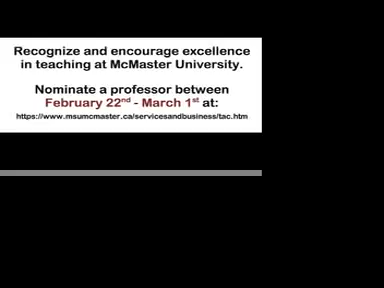 Recognize and encourage excellence
in teaching at McMaster University.
Nominate a professor between
February 22nd - March 1st at:
https://www.msumcmaster.ca/servicesandbusiness/tac.htm